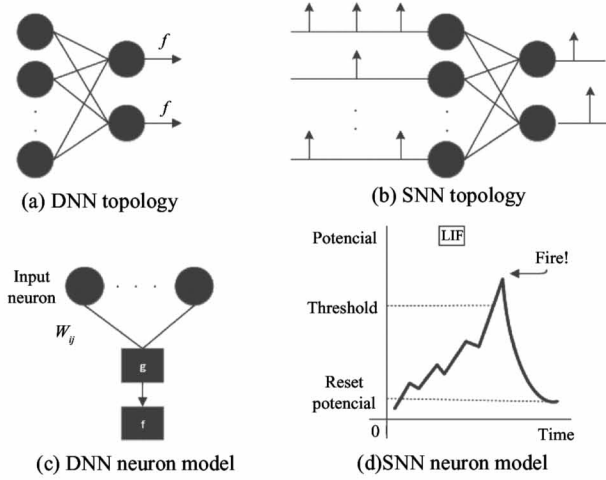 f
f
(a) DNN topology
(b) SNN topology
Input
neuron
W_ij
g
f
(c) DNN neuron model
Potencial
LIF
Fire!
Threshold
Reset
potencial
0
Time
(d)SNN neuron model